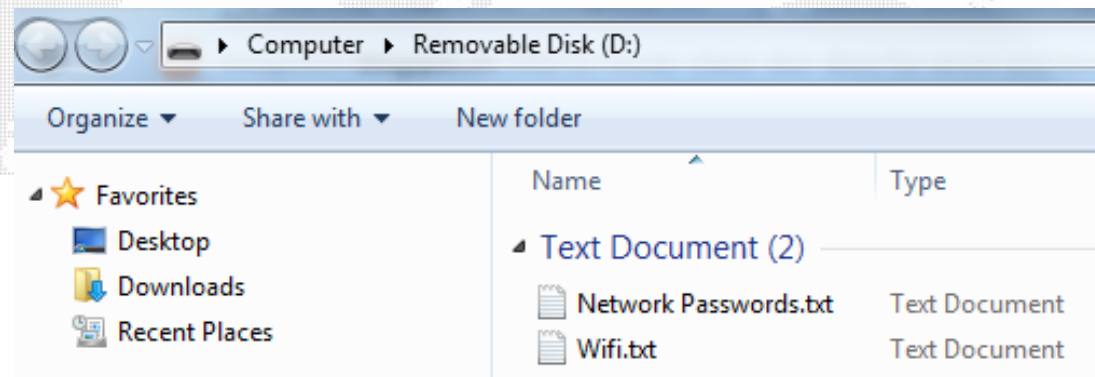 Computer Removable Disk (D:)
Organize Share with New folder
Favorites
Desktop
Downloads
Recent Places
Name Type
Text Document (2)
Network Passwords.txt Text Document
Wifi.txt Text Document